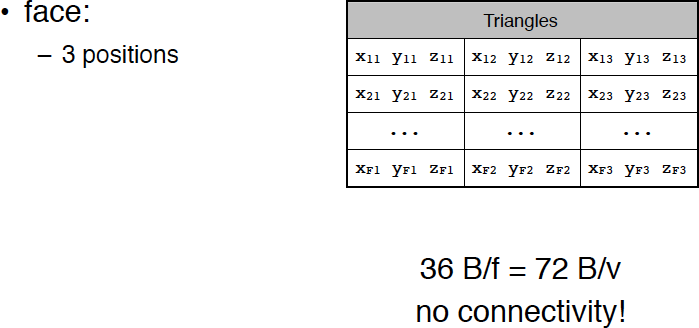 • face:
– 3 positions
Triangles
x11 y11 z11 x12 y12 z12 x13 y13 z13
x21 y21 z21 x22 y22 z22 x23 y23 z23
... ... ...
xF1 yF1 zF1 xF2 yF2 zF2 xF3 yF3 zF3
36 B/f = 72 B/v
no connectivity!